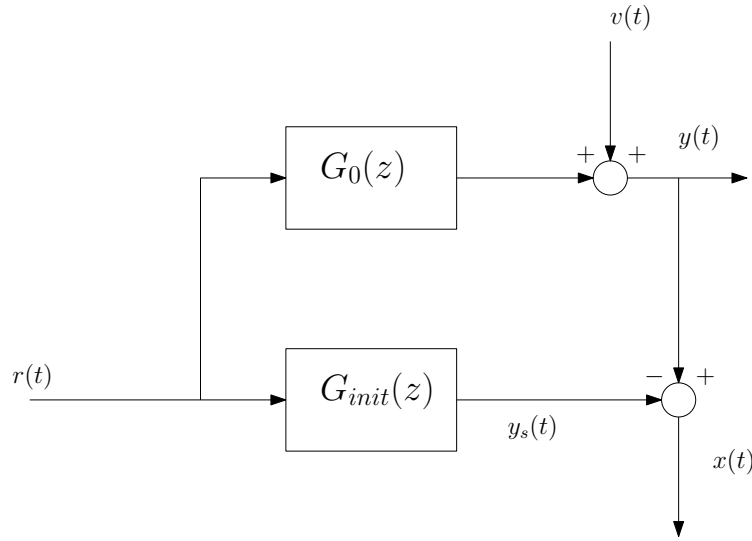 v(t)
G_0(z)
+ +
y(t)
r(t)
G_{init}(z)
− +
y_s(t)
x(t)